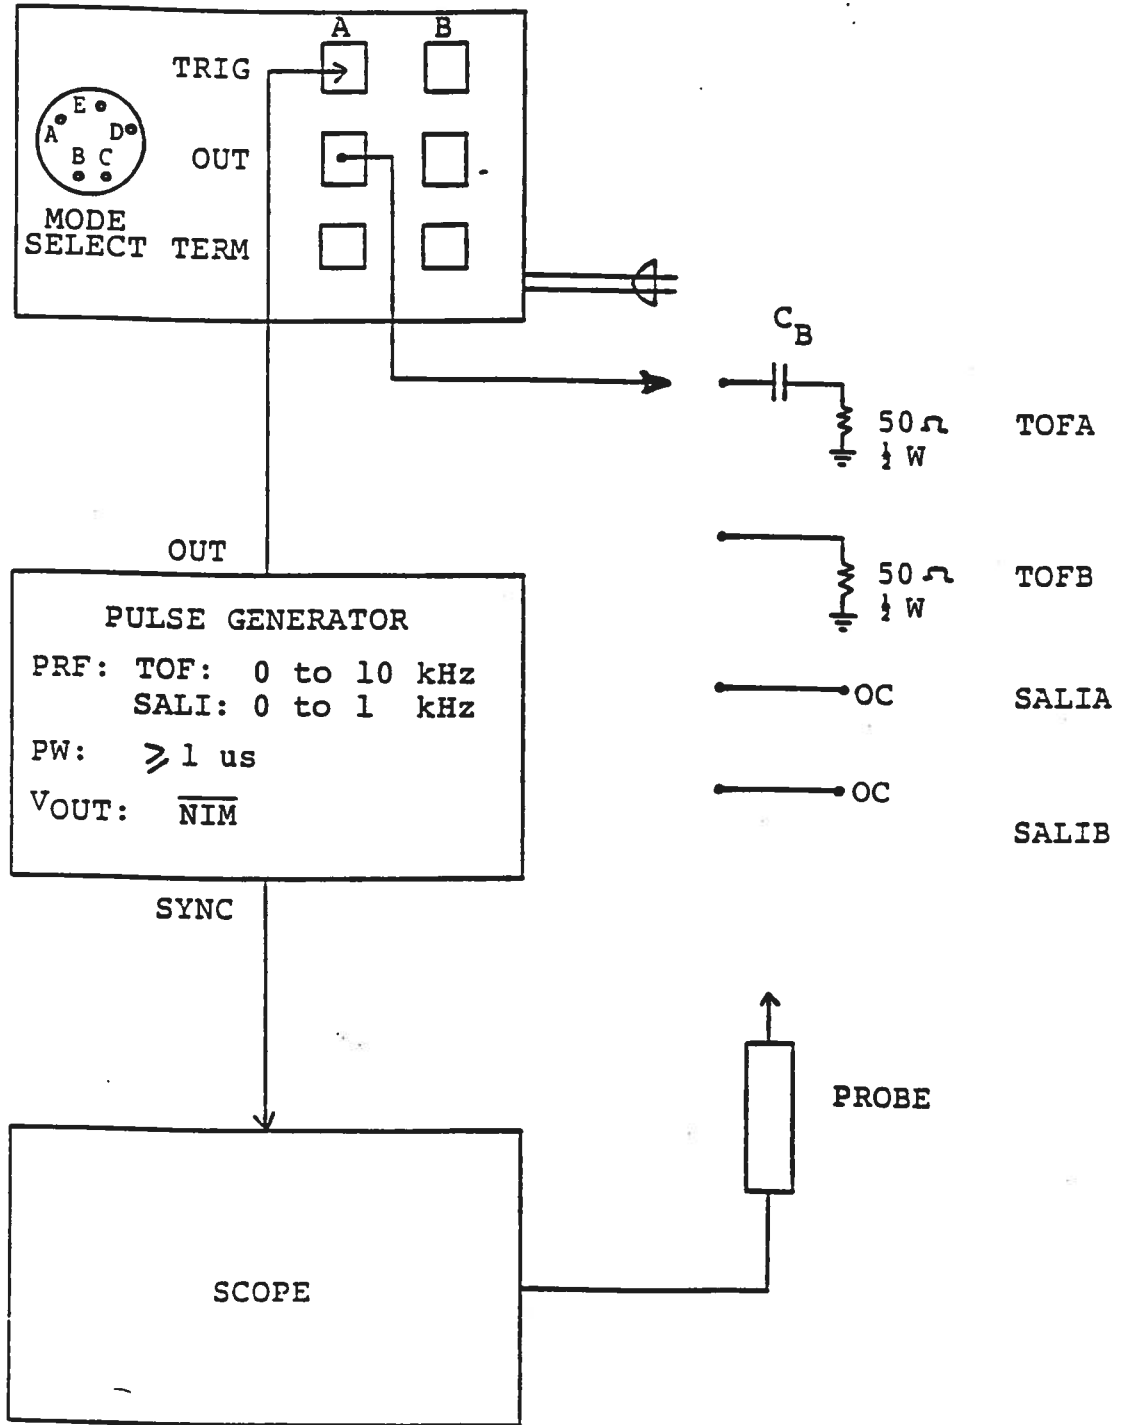 A B
TRIG
E
A D
B C
OUT
MODE
SELECT TERM
C_B
50 Ω TOFA
½ W
OUT
50 Ω TOFB
½ W
PULSE GENERATOR
PRF: TOF: 0 to 10 kHz
SALI: 0 to 1 kHz
PW: ⩾ 1 us
VOUT: N̅I̅M̅
OC SALIA
OC
SALIB
SYNC
PROBE
SCOPE